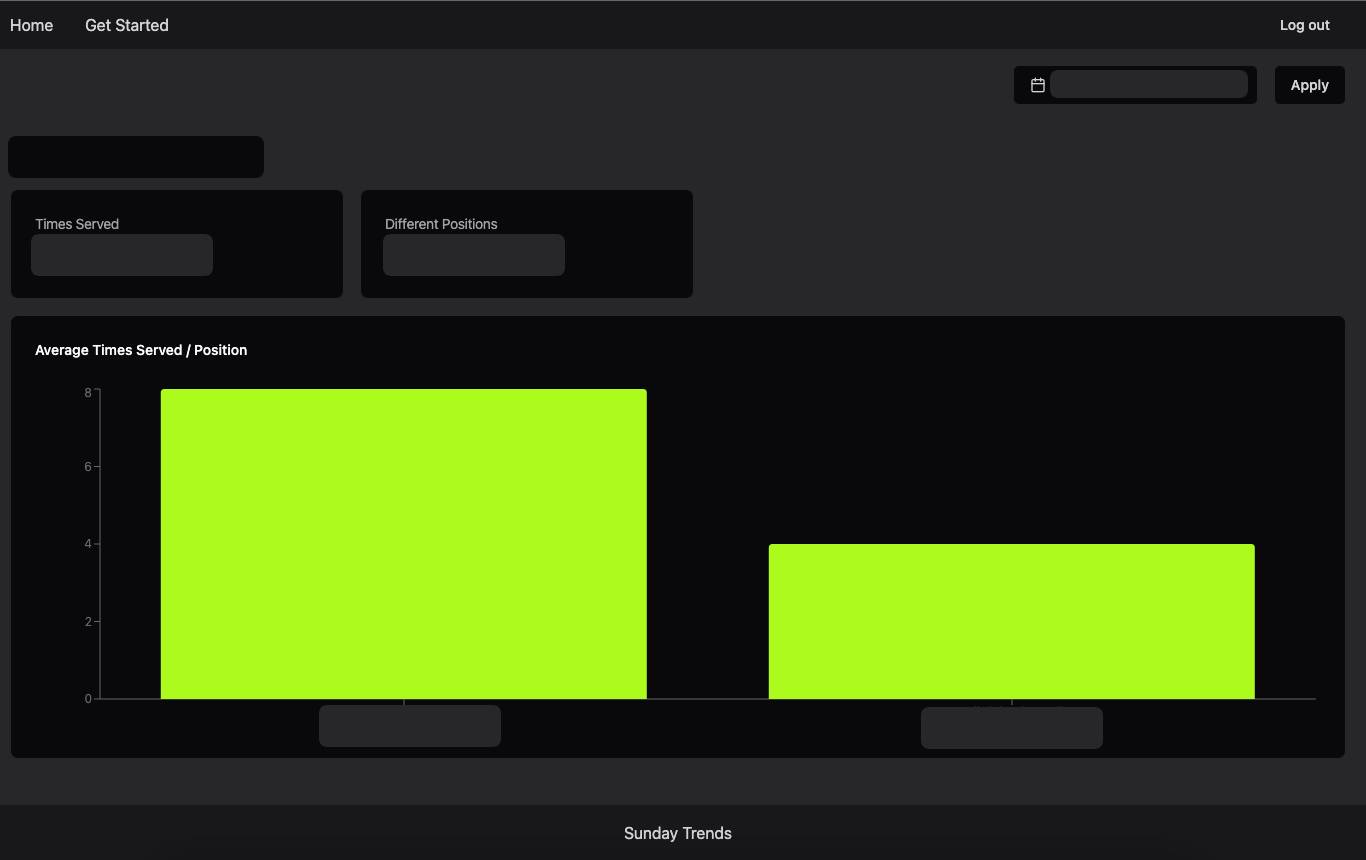 Home
Get Started
Log out
Apply
Times Served
Different Positions
Average Times Served / Position
8
6
4
2
0
Sunday Trends